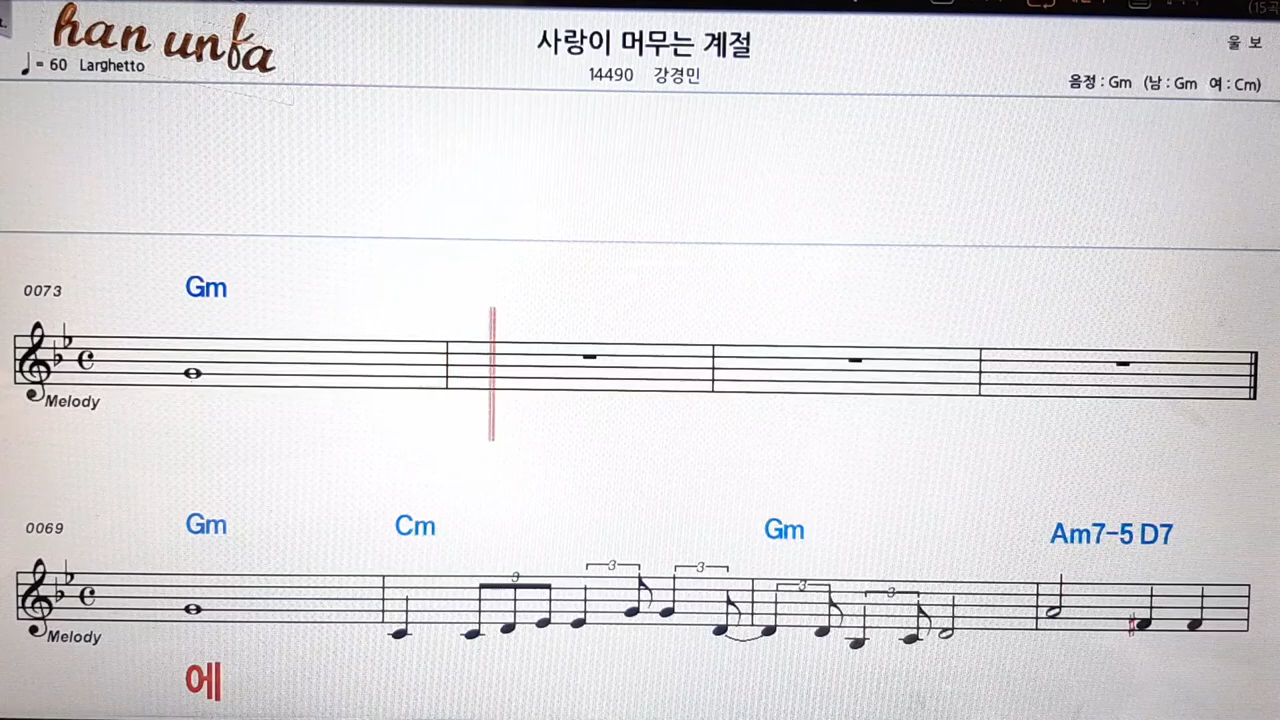 han unfa
사랑이 머무는 계절
울 보
♩ = 60 Larghetto
14490 강경민
음정 : Gm (남 : Gm 여 : Cm)
0073 Gm
Melody
0069 Gm Cm Gm Am7-5 D7
3 3 3 3 3
Melody
에